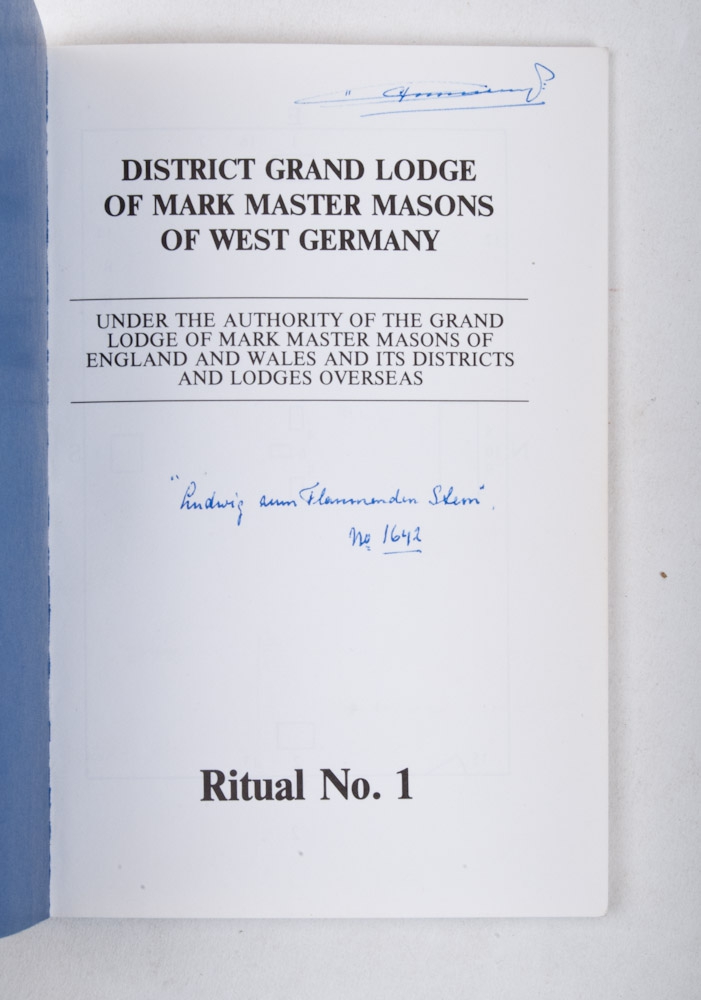 DISTRICT GRAND LODGE
OF MARK MASTER MASONS
OF WEST GERMANY
UNDER THE AUTHORITY OF THE GRAND
LODGE OF MARK MASTER MASONS OF
ENGLAND AND WALES AND ITS DISTRICTS
AND LODGES OVERSEAS
"Ludwig zum Flammenden Stern",
No 1642
Ritual No. 1